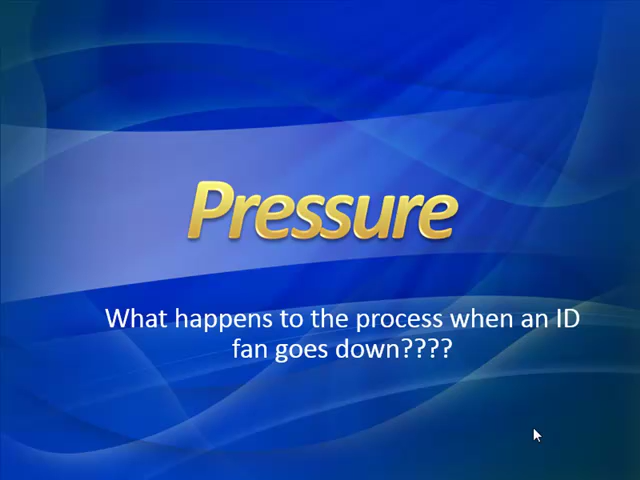 Pressure
What happens to the process when an ID
fan goes down????